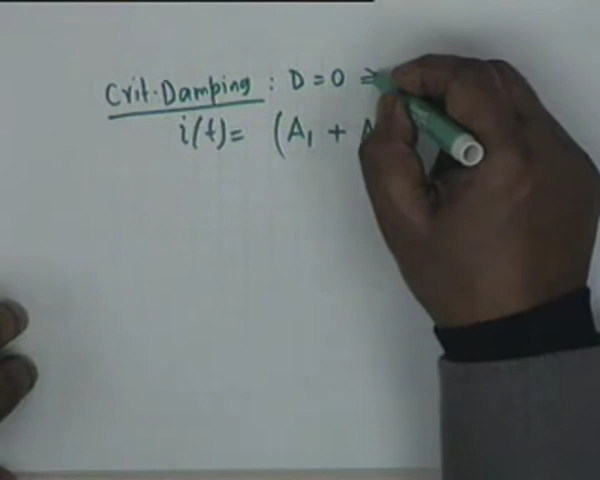 Crit. Damping : D = 0 ⇒
i(t) = (A₁ + A